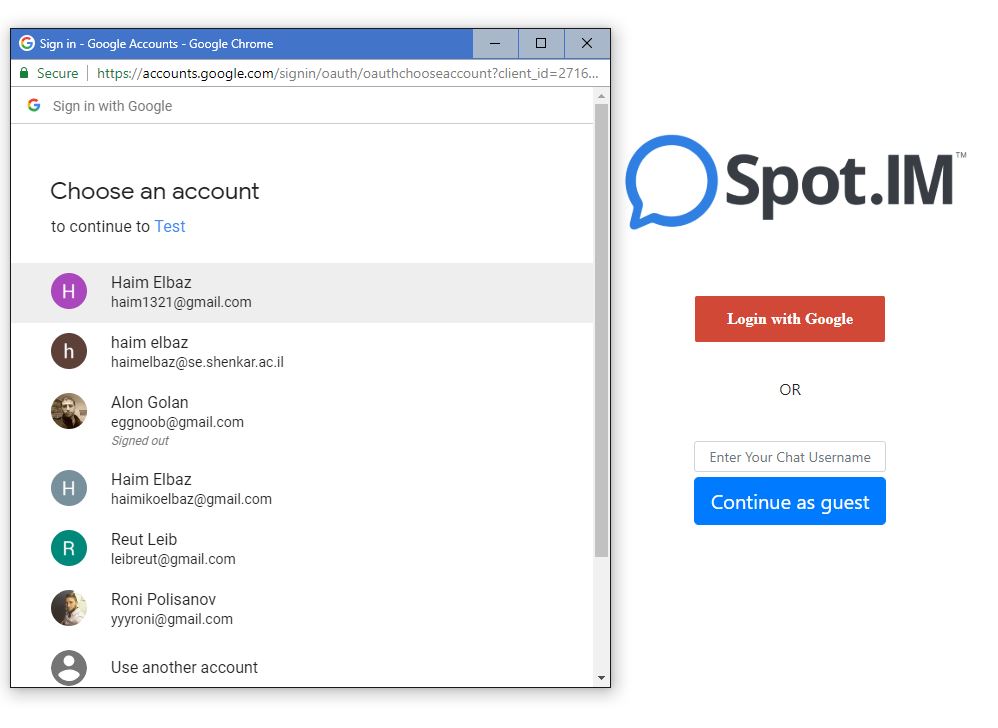 Sign in - Google Accounts - Google Chrome
Secure https://accounts.google.com/signin/oauth/oauthchooseaccount?client_id=2716...
Sign in with Google
Choose an account
to continue to Test
H
Haim Elbaz
haim1321@gmail.com
h
haim elbaz
haimelbaz@se.shenkar.ac.il
Alon Golan
eggnoob@gmail.com
Signed out
H
Haim Elbaz
haimikoelbaz@gmail.com
R
Reut Leib
leibreut@gmail.com
Roni Polisanov
yyyroni@gmail.com
Use another account
Spot.IM™
Login with Google
OR
Enter Your Chat Username
Continue as guest